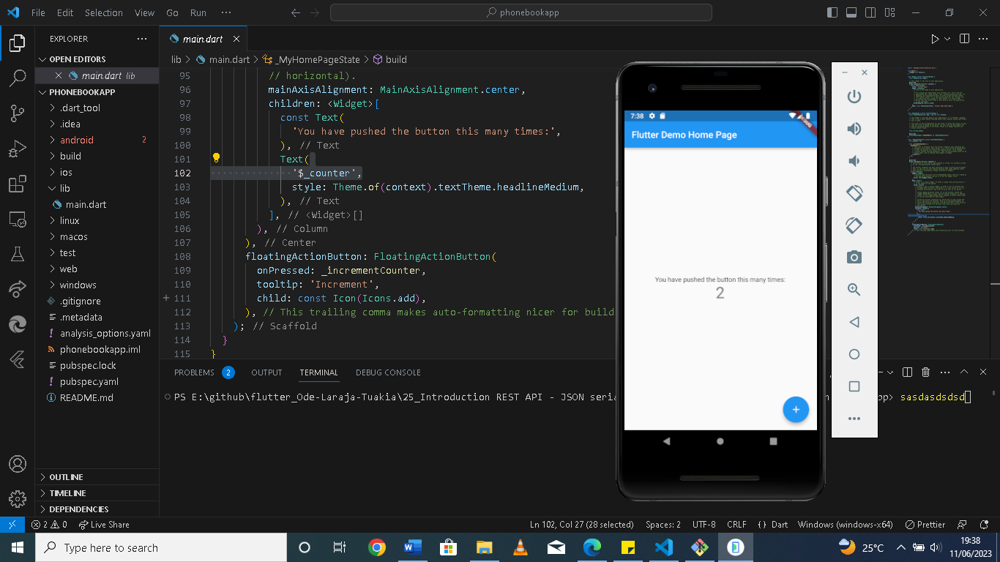 File Edit Selection View Go Run ··· phonebookapp
EXPLORER
OPEN EDITORS
main.dart lib
PHONEBOOKAPP
.dart_tool
.idea
android 2
build
ios
lib
main.dart
linux
macos
test
web
windows
.gitignore
.metadata
analysis_options.yaml
phonebookapp.iml
pubspec.lock
pubspec.yaml
README.md
OUTLINE
TIMELINE
DEPENDENCIES
main.dart
lib > main.dart > _MyHomePageState > build
95 // horizontal).
96 mainAxisAlignment: MainAxisAlignment.center,
97 children: <Widget>[
98 const Text(
99 'You have pushed the button this many times:',
100 ), // Text
101 Text(
102 '$_counter',
103 style: Theme.of(context).textTheme.headlineMedium,
104 ), // Text
105 ], // <Widget>[]
106 ), // Column
107 ), // Center
108 floatingActionButton: FloatingActionButton(
109 onPressed: _incrementCounter,
110 tooltip: 'Increment',
111 child: const Icon(Icons.add),
112 ), // This trailing comma makes auto-formatting nicer for build
113 ); // Scaffold
114 }
115 }
PROBLEMS 2 OUTPUT TERMINAL DEBUG CONSOLE
PS E:\github\flutter_Ode-Laraja-Tuakia\25_Introduction REST API - JSON seria
pp> sasdasdsdsd
7:38
Flutter Demo Home Page
You have pushed the button this many times:
2
2 0 Live Share Ln 102, Col 27 (28 selected) Spaces: 2 UTF-8 CRLF {} Dart Windows (windows-x64) Prettier
Type here to search 25°C 19:38
11/06/2023